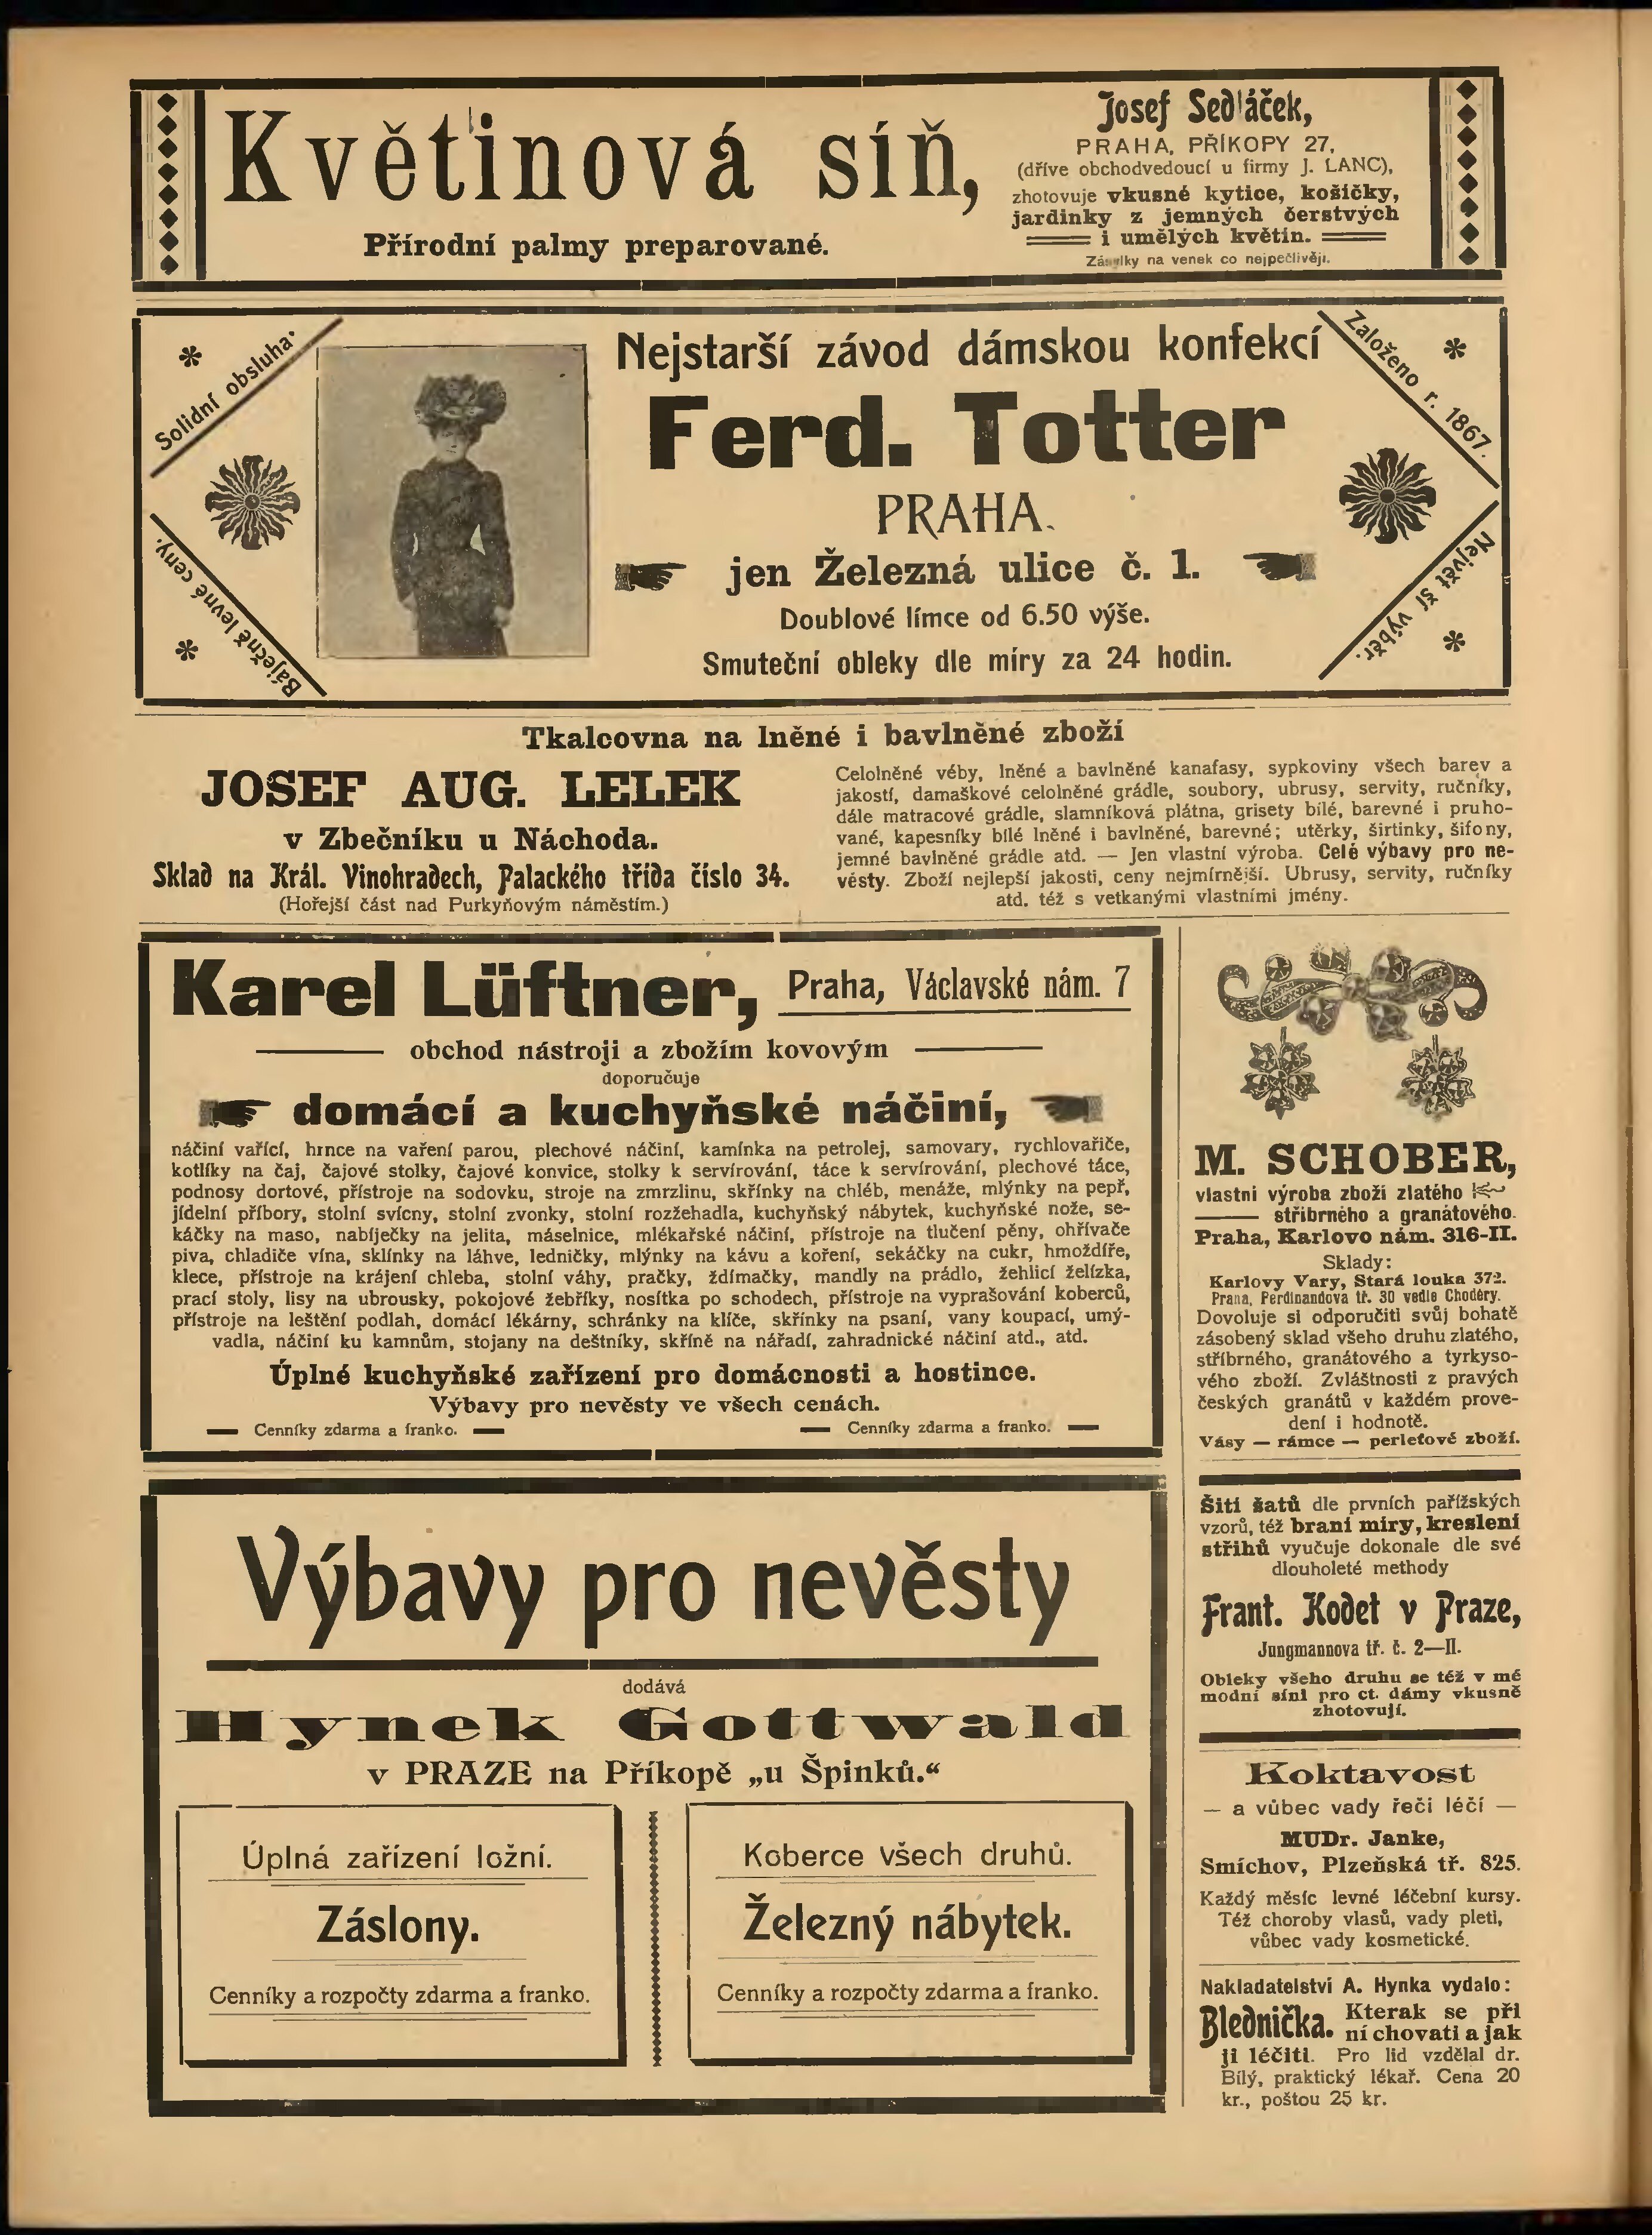 Květinová síň,
Přírodní palmy preparované.
Josef Sedláček,
PRAHA, PŘÍKOPY 27,
(dříve obchodvedoucí u firmy J. LANC),
zhotovuje vkusné kytice, košíčky,
jardinky z jemných čerstvých
i umělých květin.
Zásylky na venek co nejpečlivěji.
Solidní obsluha.
Báječně levné ceny.
Nejstarší závod dámskou konfekcí
Ferd. Totter
PRAHA.
jen Železná ulice č. 1.
Doublové límce od 6.50 výše.
Smuteční obleky dle míry za 24 hodin.
Založeno r. 1867.
Největ ší výběr.
Tkalcovna na lněné i bavlněné zboží
JOSEF AUG. LELEK
v Zbečníku u Náchoda.
Sklad na Král. Vinohradech, Palackého třída číslo 34.
(Hořejší část nad Purkyňovým náměstím.)
Celolněné véby, lněné a bavlněné kanafasy, sypkoviny všech barev a
jakostí, damaškové celolněné grádle, soubory, ubrusy, servity, ručníky,
dále matracové grádle, slamníková plátna, grisety bílé, barevné i pruho-
vané, kapesníky bílé lněné i bavlněné, barevné; utěrky, širtinky, šifony,
jemné bavlněné grádle atd. — Jen vlastní výroba. Celé výbavy pro ne-
věsty. Zboží nejlepší jakosti, ceny nejmírnější. Ubrusy, servity, ručníky
atd. též s vetkanými vlastními jmény.
Karel Lüftner, Praha, Václavské nám. 7
obchod nástroji a zbožím kovovým
doporučuje
domácí a kuchyňské náčiní,
náčiní vařící, hrnce na vaření parou, plechové náčiní, kamínka na petrolej, samovary, rychlovařiče,
kotlíky na čaj, čajové stolky, čajové konvice, stolky k servírování, táce k servírování, plechové táce,
podnosy dortové, přístroje na sodovku, stroje na zmrzlinu, skřínky na chléb, menáže, mlýnky na pepř,
jídelní příbory, stolní svícny, stolní zvonky, stolní rozžehadla, kuchyňský nábytek, kuchyňské nože, se-
káčky na maso, nabíječky na jelita, máselnice, mlékařské náčiní, přístroje na tlučení pěny, ohřívače
piva, chladiče vína, sklínky na láhve, ledničky, mlýnky na kávu a koření, sekáčky na cukr, hmoždíře,
klece, přístroje na krájení chleba, stolní váhy, pračky, ždímačky, mandly na prádlo, žehlicí želízka,
prací stoly, lisy na ubrousky, pokojové žebříky, nosítka po schodech, přístroje na vyprašování koberců,
přístroje na leštění podlah, domácí lékárny, schránky na klíče, skřínky na psaní, vany koupací, umý-
vadla, náčiní ku kamnům, stojany na deštníky, skříně na nářadí, zahradnické náčiní atd., atd.
Úplné kuchyňské zařízení pro domácnosti a hostince.
Výbavy pro nevěsty ve všech cenách.
Cenníky zdarma a franko. Cenníky zdarma a franko.
M. SCHOBER,
vlastní výroba zboží zlatého
stříbrného a granátového.
Praha, Karlovo nám. 316-II.
Sklady:
Karlovy Vary, Stará louka 372.
Praha, Ferdinandova tř. 30 vedle Choděry.
Dovoluje si odporučiti svůj bohatě
zásobený sklad všeho druhu zlatého,
stříbrného, granátového a tyrkyso-
vého zboží. Zvláštnosti z pravých
českých granátů v každém prove-
dení i hodnotě.
Vásy — rámce — perleťové zboží.
Šití šatů dle prvních pařížských
vzorů, též braní míry, kreslení
střihů vyučuje dokonale dle své
dlouholeté methody
Frant. Kodet v Praze,
Jungmannova tř. č. 2—II.
Obleky všeho druhu se též v mé
modní síni pro ct. dámy vkusně
zhotovují.
Koktavost
— a vůbec vady řeči léčí —
MUDr. Janke,
Smíchov, Plzeňská tř. 825.
Každý měsíc levné léčební kursy.
Též choroby vlasů, vady pleti,
vůbec vady kosmetické.
Nakladatelství A. Hynka vydalo:
Blednička. Kterak se při
ní chovati a jak
ji léčiti. Pro lid vzdělal dr.
Bílý, praktický lékař. Cena 20
kr., poštou 25 kr.
Výbavy pro nevěsty
dodává
Hynek Gottwald
v PRAZE na Příkopě „u Špinků.“
Úplná zařízení ložní.
Záslony.
Cenníky a rozpočty zdarma a franko.
Koberce všech druhů.
Železný nábytek.
Cenníky a rozpočty zdarma a franko.